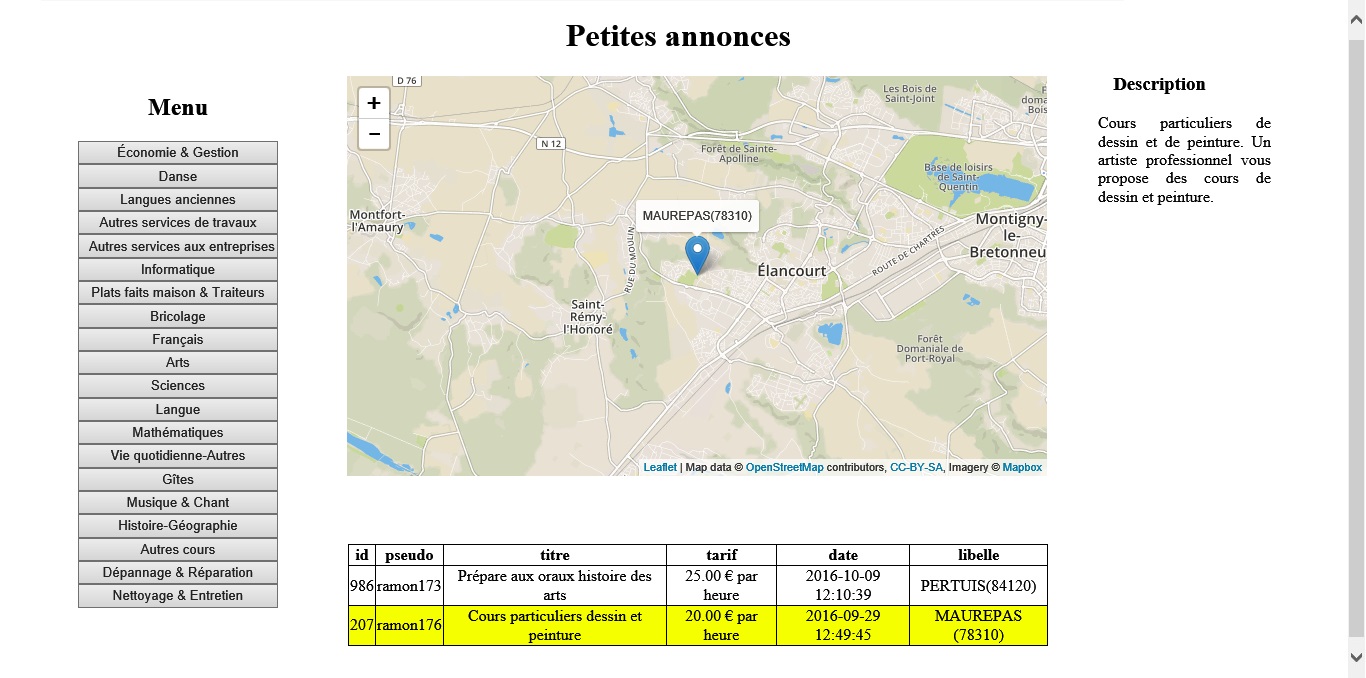 Petites annonces
Menu
Économie & Gestion
Danse
Langues anciennes
Autres services de travaux
Autres services aux entreprises
Informatique
Plats faits maison & Traiteurs
Bricolage
Français
Arts
Sciences
Langue
Mathématiques
Vie quotidienne-Autres
Gîtes
Musique & Chant
Histoire-Géographie
Autres cours
Dépannage & Réparation
Nettoyage & Entretien
+
−
D 76
N 12
Les Bois de
Saint-Joint
doma
Bois
Forêt de Sainte-
Apolline
Base de loisirs
de Saint-
Quentin
Montfort-
l'Amaury
MAUREPAS(78310)
RUE DU MOULIN
Élancourt
ROUTE DE CHARTRES
Montigny-
le-
Bretonneu
Saint-
Rémy-
l'Honoré
Forêt
Domaniale de
Port-Royal
Leaflet | Map data © OpenStreetMap contributors, CC-BY-SA, Imagery © Mapbox
Description
Cours particuliers de
dessin et de peinture. Un
artiste professionnel vous
propose des cours de
dessin et peinture.
id pseudo titre tarif date libelle
986 ramon173 Prépare aux oraux histoire des arts 25.00 € par heure 2016-10-09 12:10:39 PERTUIS(84120)
207 ramon176 Cours particuliers dessin et peinture 20.00 € par heure 2016-09-29 12:49:45 MAUREPAS (78310)